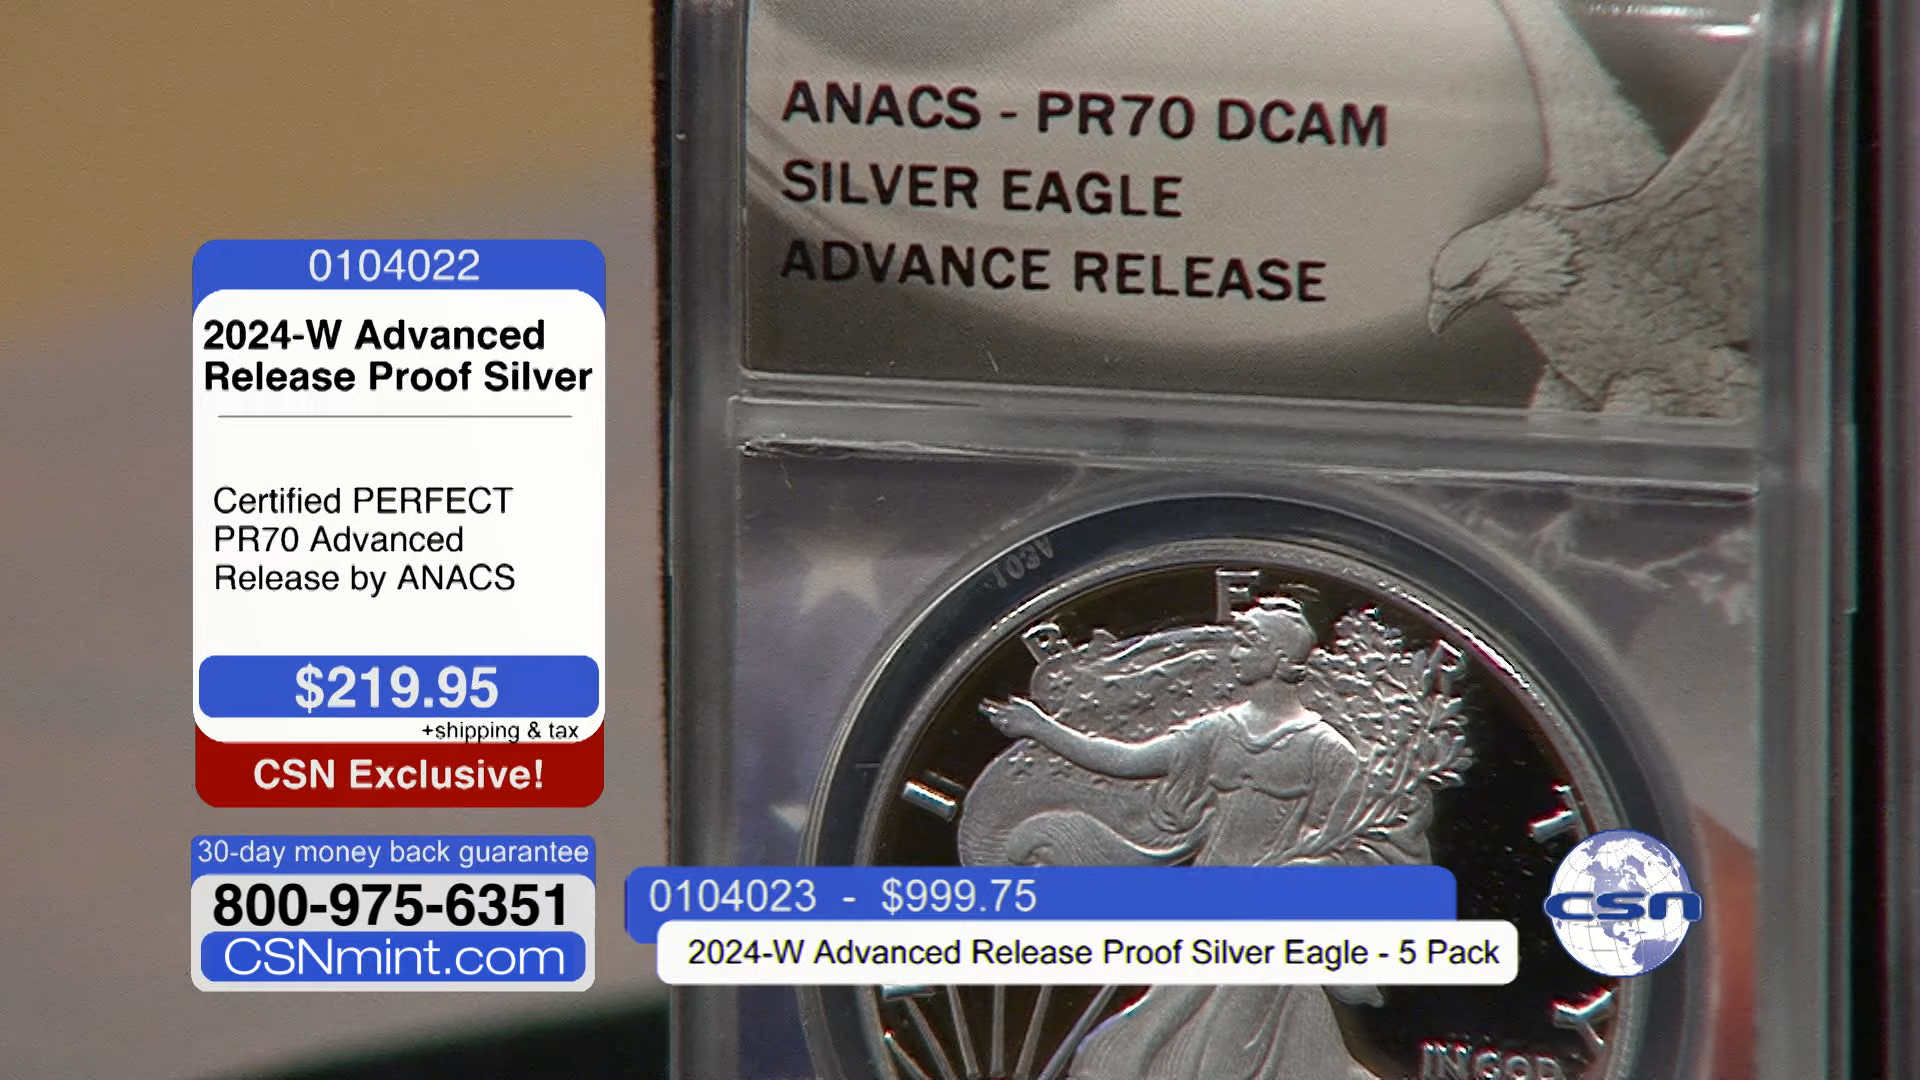 ANACS - PR70 DCAM
SILVER EAGLE
ADVANCE RELEASE
0104022
2024-W Advanced
Release Proof Silver
Certified PERFECT
PR70 Advanced
Release by ANACS
$219.95
+shipping & tax
CSN Exclusive!
30-day money back guarantee
800-975-6351
CSNmint.com
0104023 - $999.75
2024-W Advanced Release Proof Silver Eagle - 5 Pack
csn
IN GOD